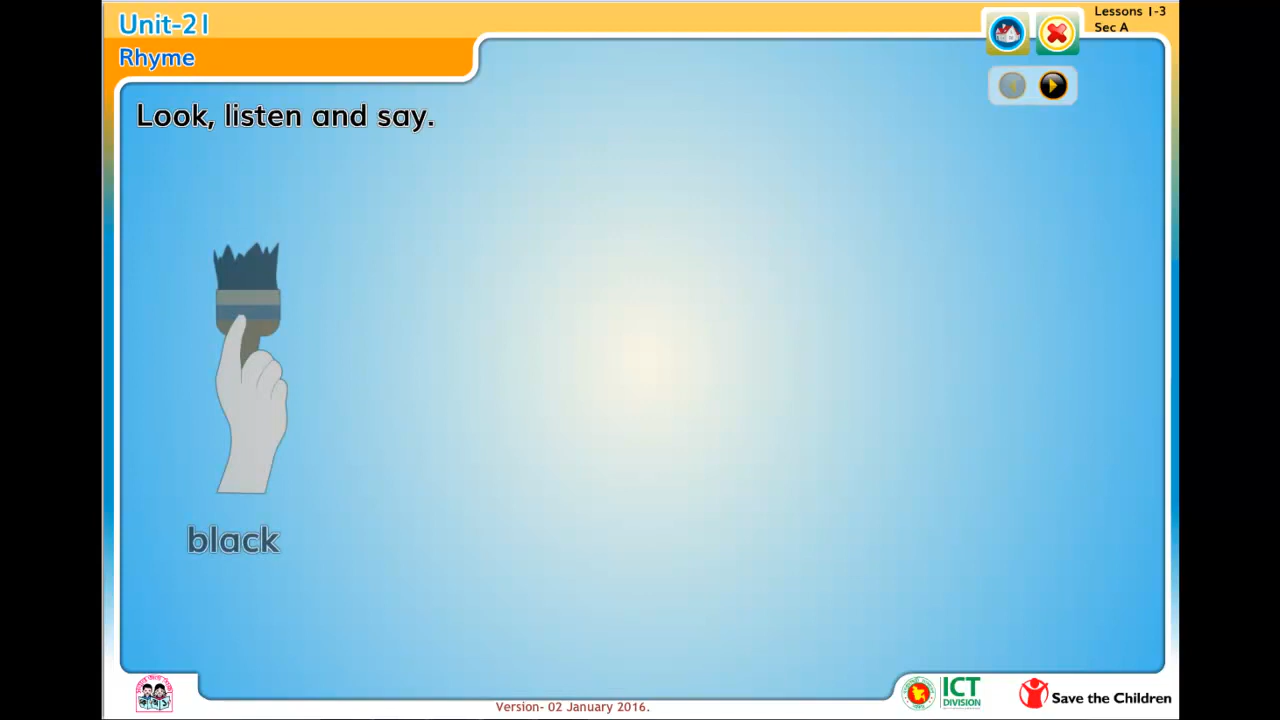 Unit-21
Rhyme
Lessons 1-3
Sec A
Look, listen and say.
black
Version- 02 January 2016.
ICT
DIVISION
Save the Children